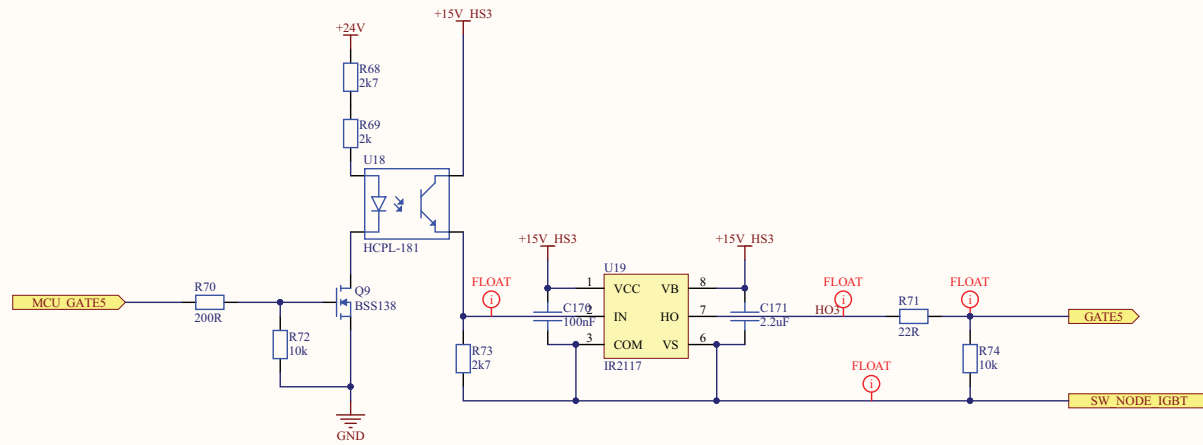 +15V_HS3
+24V
R68
2k7
R69
2k
U18
HCPL-181
+15V_HS3
+15V_HS3
U19
FLOAT
FLOAT
FLOAT
R70
Q9
1
VCC
VB
8
C170
C171
R71
MCU_GATE5
BSS138
2
IN
HO
7
HO3
GATE5
200R
100nF
2.2uF
22R
R72
10k
R73
2k7
3
COM
VS
6
R74
10k
IR2117
FLOAT
SW_NODE_IGBT
GND